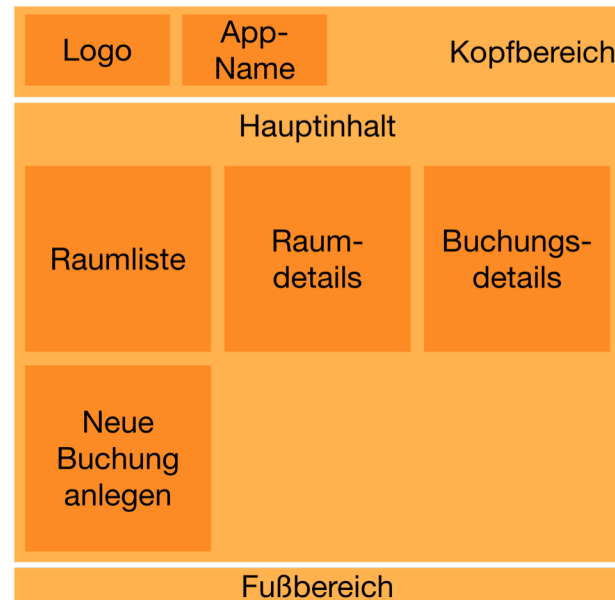 Logo
App-
Name
Kopfbereich
Hauptinhalt
Raumliste
Raum-
details
Buchungs-
details
Neue
Buchung
anlegen
Fußbereich